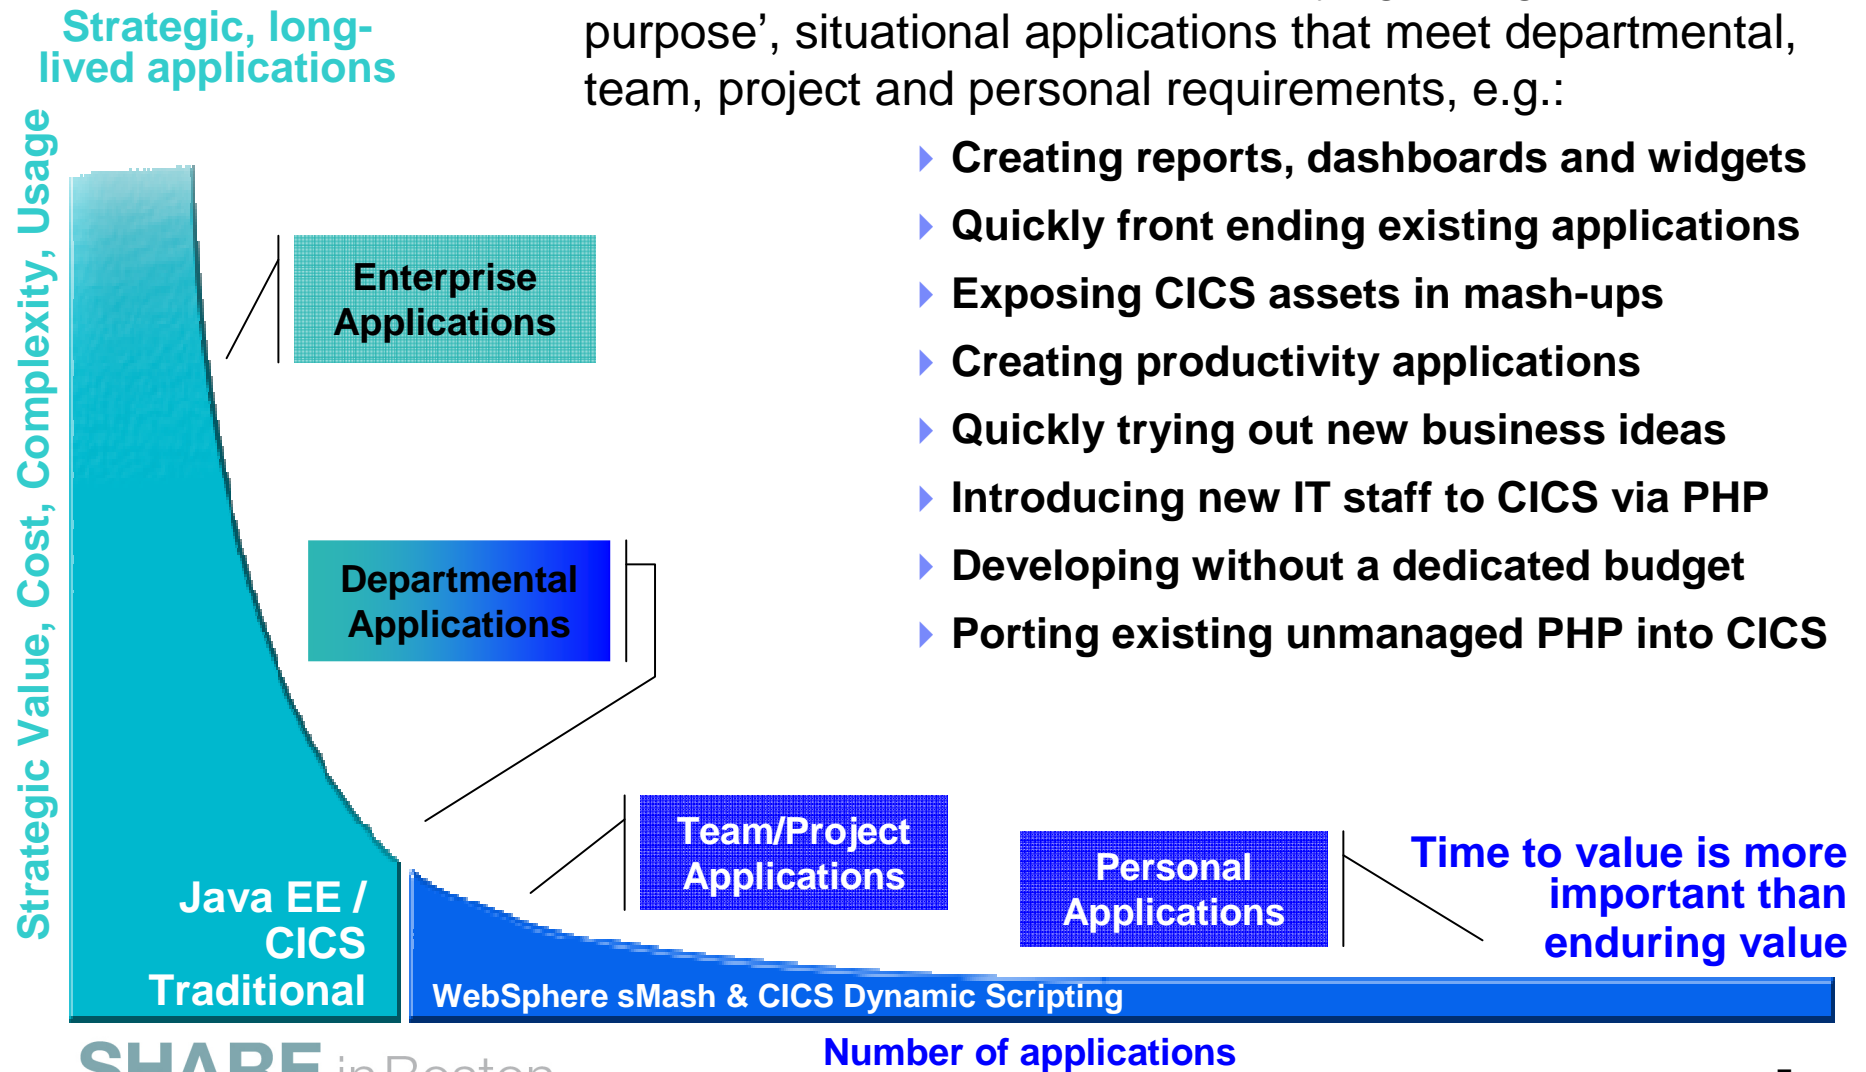 Strategic, long-
lived applications
purpose’, situational applications that meet departmental,
team, project and personal requirements, e.g.:
Creating reports, dashboards and widgets
Quickly front ending existing applications
Exposing CICS assets in mash-ups
Creating productivity applications
Quickly trying out new business ideas
Introducing new IT staff to CICS via PHP
Developing without a dedicated budget
Porting existing unmanaged PHP into CICS
Strategic Value, Cost, Complexity, Usage
Enterprise
Applications
Departmental
Applications
Team/Project
Applications
Personal
Applications
Time to value is more
important than
enduring value
Java EE /
CICS
Traditional
WebSphere sMash & CICS Dynamic Scripting
Number of applications
SHARE in Boston